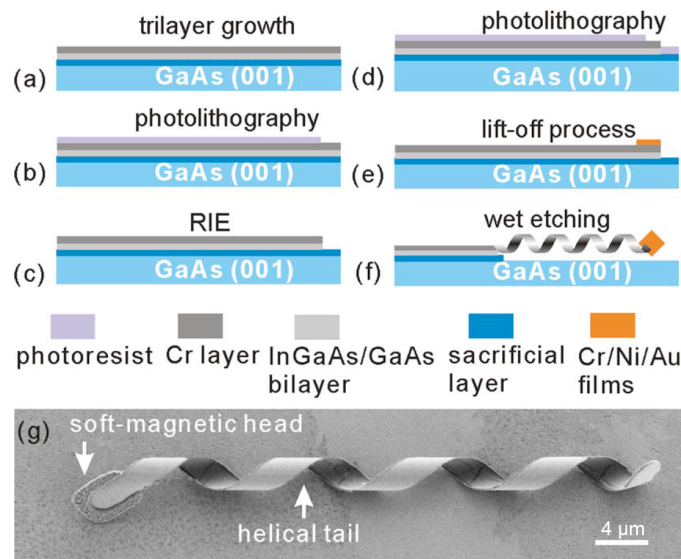 trilayer growth
(a)
GaAs (001)
photolithography
(b)
GaAs (001)
RIE
(c)
GaAs (001)
photolithography
(d)
GaAs (001)
lift-off process
(e)
GaAs (001)
wet etching
(f)
GaAs (001)
photoresist
Cr layer
InGaAs/GaAs
bilayer
sacrificial
layer
Cr/Ni/Au
films
(g)
soft-magnetic head
helical tail
4 µm